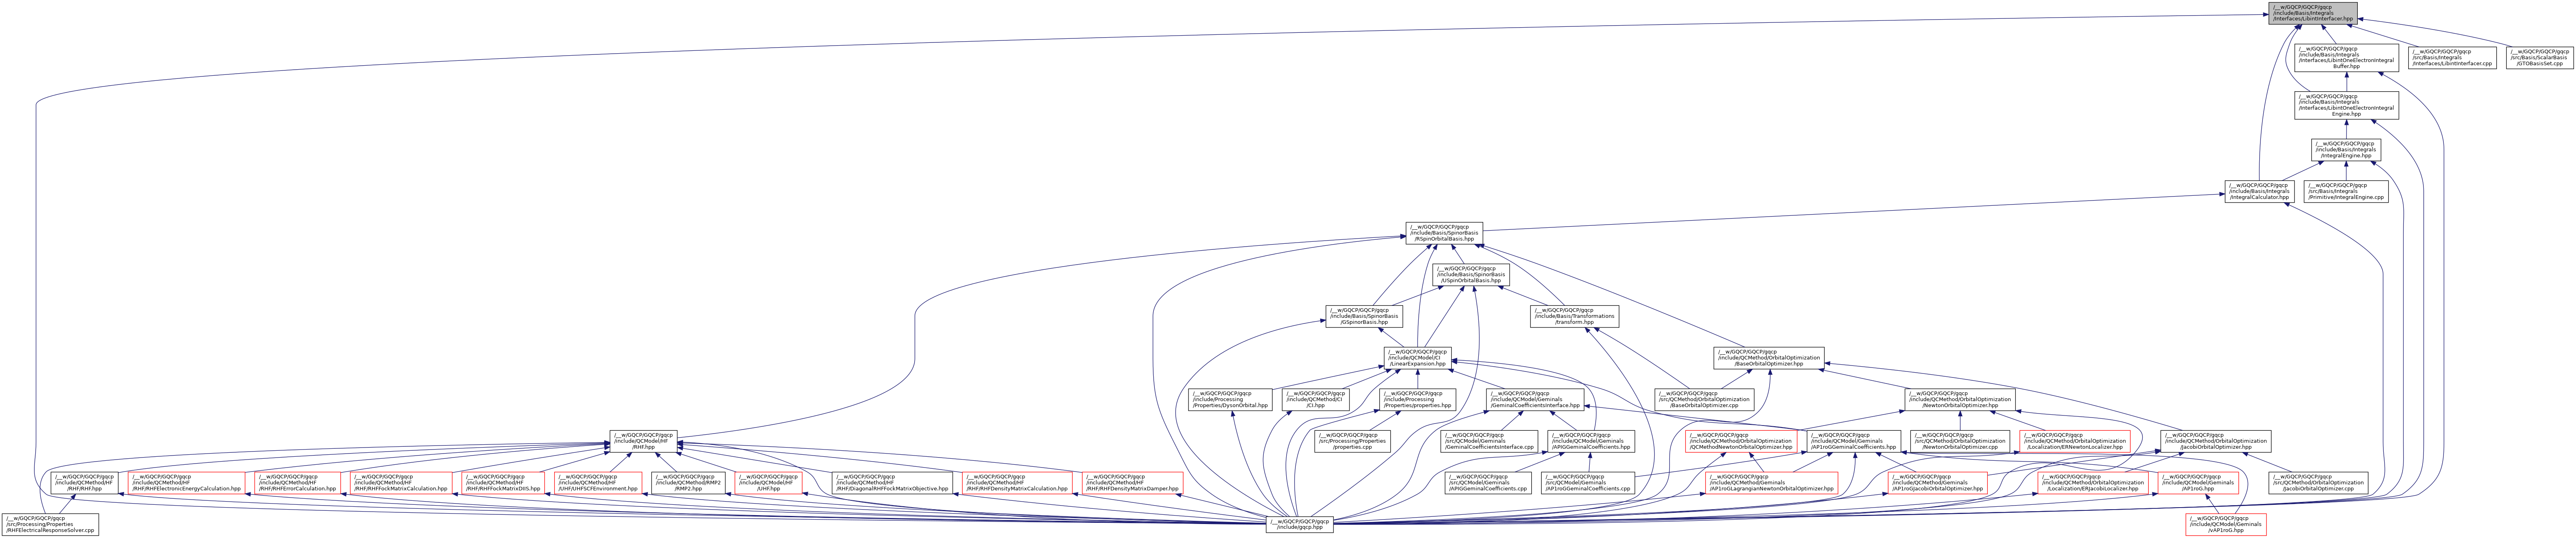 /__w/GQCP/GQCP/gqcp
/include/Basis/Integrals
/Interfaces/LibintInterfacer.hpp
/__w/GQCP/GQCP/gqcp
/include/Basis/Integrals
/Interfaces/LibintOneElectronIntegral
Buffer.hpp
/__w/GQCP/GQCP/gqcp
/src/Basis/Integrals
/Interfaces/LibintInterfacer.cpp
/__w/GQCP/GQCP/gqcp
/src/Basis/ScalarBasis
/GTOBasisSet.cpp
/__w/GQCP/GQCP/gqcp
/include/Basis/Integrals
/Interfaces/LibintOneElectronIntegral
Engine.hpp
/__w/GQCP/GQCP/gqcp
/include/Basis/Integrals
/IntegralEngine.hpp
/__w/GQCP/GQCP/gqcp
/include/Basis/Integrals
/IntegralCalculator.hpp
/__w/GQCP/GQCP/gqcp
/src/Basis/Integrals
/Primitive/IntegralEngine.cpp
/__w/GQCP/GQCP/gqcp
/include/Basis/SpinorBasis
/RSpinOrbitalBasis.hpp
/__w/GQCP/GQCP/gqcp
/include/Basis/SpinorBasis
/USpinOrbitalBasis.hpp
/__w/GQCP/GQCP/gqcp
/include/Basis/SpinorBasis
/GSpinorBasis.hpp
/__w/GQCP/GQCP/gqcp
/include/Basis/Transformations
/transform.hpp
/__w/GQCP/GQCP/gqcp
/include/QCModel/CI
/LinearExpansion.hpp
/__w/GQCP/GQCP/gqcp
/include/QCMethod/OrbitalOptimization
/BaseOrbitalOptimizer.hpp
/__w/GQCP/GQCP/gqcp
/include/Processing
/Properties/DysonOrbital.hpp
/__w/GQCP/GQCP/gqcp
/include/QCMethod/CI
/CI.hpp
/__w/GQCP/GQCP/gqcp
/include/Processing
/Properties/properties.hpp
/__w/GQCP/GQCP/gqcp
/include/QCModel/Geminals
/GeminalCoefficientsInterface.hpp
/__w/GQCP/GQCP/gqcp
/src/QCMethod/OrbitalOptimization
/BaseOrbitalOptimizer.cpp
/__w/GQCP/GQCP/gqcp
/include/QCMethod/OrbitalOptimization
/NewtonOrbitalOptimizer.hpp
/__w/GQCP/GQCP/gqcp
/include/QCModel/HF
/RHF.hpp
/__w/GQCP/GQCP/gqcp
/src/Processing/Properties
/properties.cpp
/__w/GQCP/GQCP/gqcp
/src/QCModel/Geminals
/GeminalCoefficientsInterface.cpp
/__w/GQCP/GQCP/gqcp
/include/QCModel/Geminals
/APIGGeminalCoefficients.hpp
/__w/GQCP/GQCP/gqcp
/include/QCMethod/OrbitalOptimization
/QCMethodNewtonOrbitalOptimizer.hpp
/__w/GQCP/GQCP/gqcp
/include/QCModel/Geminals
/AP1roGGeminalCoefficients.hpp
/__w/GQCP/GQCP/gqcp
/src/QCMethod/OrbitalOptimization
/NewtonOrbitalOptimizer.cpp
/__w/GQCP/GQCP/gqcp
/include/QCMethod/OrbitalOptimization
/Localization/ERNewtonLocalizer.hpp
/__w/GQCP/GQCP/gqcp
/include/QCMethod/OrbitalOptimization
/JacobiOrbitalOptimizer.hpp
/__w/GQCP/GQCP/gqcp
/include/QCMethod/HF
/RHF/RHF.hpp
/__w/GQCP/GQCP/gqcp
/include/QCMethod/HF
/RHF/RHFElectronicEnergyCalculation.hpp
/__w/GQCP/GQCP/gqcp
/include/QCMethod/HF
/RHF/RHFErrorCalculation.hpp
/__w/GQCP/GQCP/gqcp
/include/QCMethod/HF
/RHF/RHFFockMatrixCalculation.hpp
/__w/GQCP/GQCP/gqcp
/include/QCMethod/HF
/RHF/RHFFockMatrixDIIS.hpp
/__w/GQCP/GQCP/gqcp
/include/QCMethod/HF
/UHF/UHFSCFEnvironment.hpp
/__w/GQCP/GQCP/gqcp
/include/QCMethod/RMP2
/RMP2.hpp
/__w/GQCP/GQCP/gqcp
/include/QCModel/HF
/UHF.hpp
/__w/GQCP/GQCP/gqcp
/include/QCMethod/HF
/RHF/DiagonalRHFFockMatrixObjective.hpp
/__w/GQCP/GQCP/gqcp
/include/QCMethod/HF
/RHF/RHFDensityMatrixCalculation.hpp
/__w/GQCP/GQCP/gqcp
/include/QCMethod/HF
/RHF/RHFDensityMatrixDamper.hpp
/__w/GQCP/GQCP/gqcp
/src/QCModel/Geminals
/APIGGeminalCoefficients.cpp
/__w/GQCP/GQCP/gqcp
/src/QCModel/Geminals
/AP1roGGeminalCoefficients.cpp
/__w/GQCP/GQCP/gqcp
/include/QCMethod/Geminals
/AP1roGLagrangianNewtonOrbitalOptimizer.hpp
/__w/GQCP/GQCP/gqcp
/include/QCMethod/Geminals
/AP1roGJacobiOrbitalOptimizer.hpp
/__w/GQCP/GQCP/gqcp
/include/QCMethod/OrbitalOptimization
/Localization/ERJacobiLocalizer.hpp
/__w/GQCP/GQCP/gqcp
/include/QCModel/Geminals
/AP1roG.hpp
/__w/GQCP/GQCP/gqcp
/src/QCMethod/OrbitalOptimization
/JacobiOrbitalOptimizer.cpp
/__w/GQCP/GQCP/gqcp
/src/Processing/Properties
/RHFElectricalResponseSolver.cpp
/__w/GQCP/GQCP/gqcp
/include/gqcp.hpp
/__w/GQCP/GQCP/gqcp
/include/QCModel/Geminals
/vAP1roG.hpp